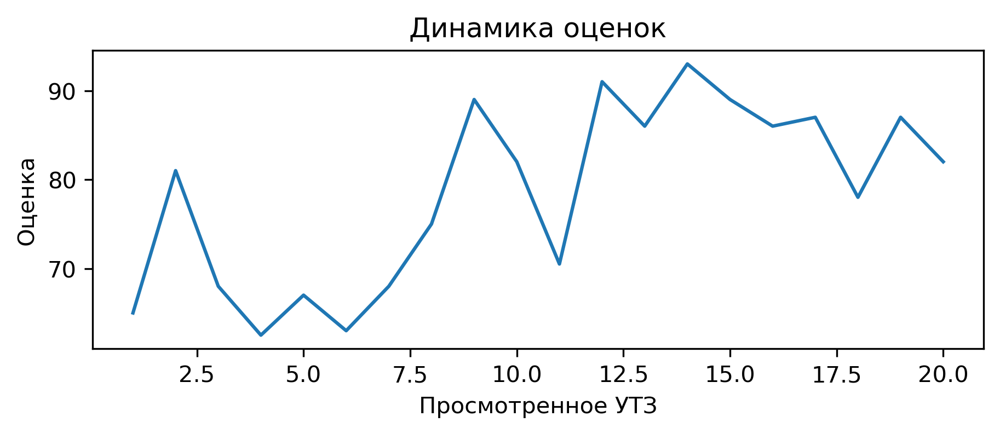 Динамика оценок
90
80
70
Оценка
2.5 5.0 7.5 10.0 12.5 15.0 17.5 20.0
Просмотренное УТЗ